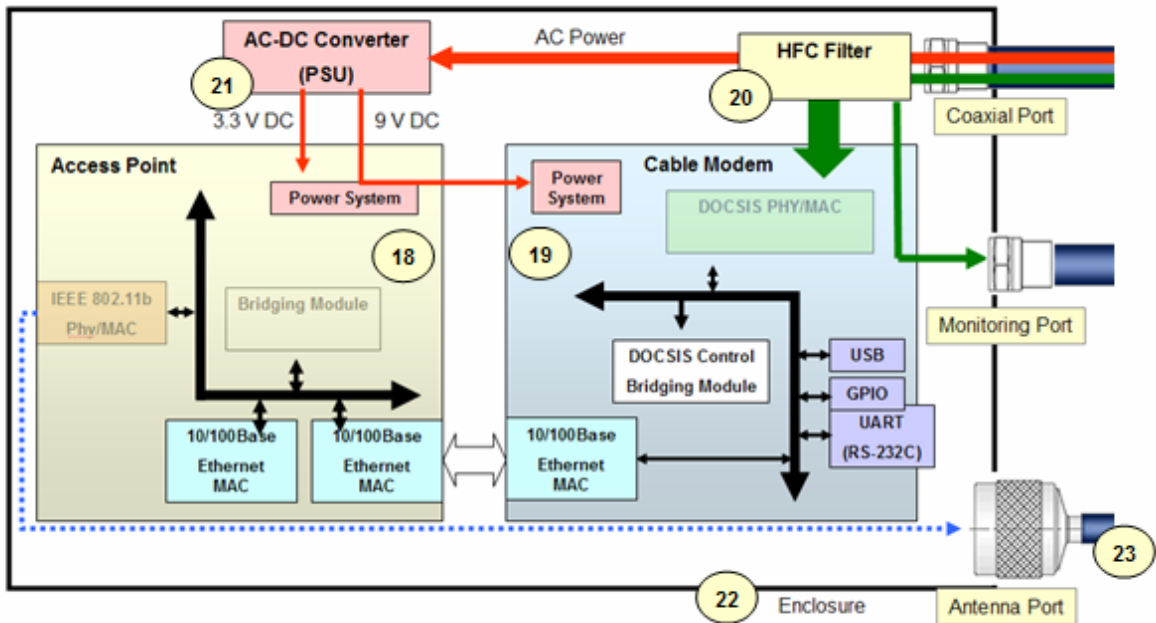 AC-DC Converter
(PSU)
21
AC Power
HFC Filter
20
Coaxial Port
3.3 V DC
9 V DC
Access Point
Power System
18
Cable Modem
Power
System
19
DOCSIS PHY/MAC
IEEE 802.11b
Phy/MAC
Bridging Module
DOCSIS Control
Bridging Module
Monitoring Port
USB
GPIO
UART
(RS-232C)
10/100Base
Ethernet
MAC
10/100Base
Ethernet
MAC
10/100Base
Ethernet
MAC
23
22
Enclosure
Antenna Port